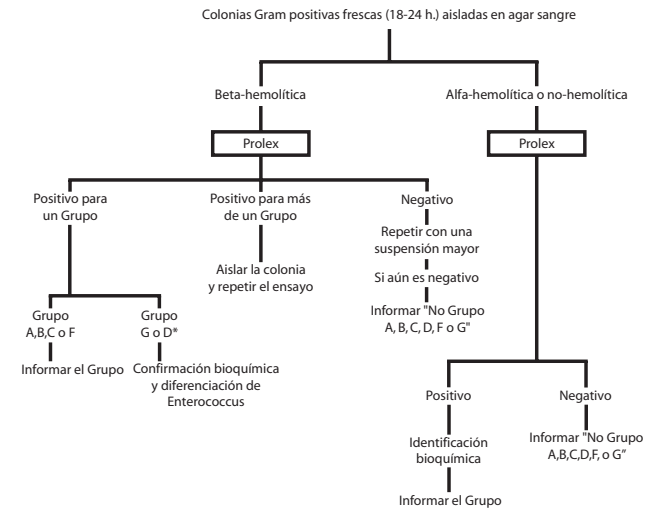 Colonias Gram positivas frescas (18-24 h.) aisladas en agar sangre
Beta-hemolítica
Alfa-hemolítica o no-hemolítica
Prolex
Prolex
Positivo para
un Grupo
Positivo para más
de un Grupo
Negativo
Repetir con una
suspensión mayor
Aislar la colonia
y repetir el ensayo
Si aún es negativo
Informar "No Grupo
A, B, C, D, F o G"
Grupo
A,B,C o F
Grupo
G o D*
Informar el Grupo
Confirmación bioquímica
y diferenciación de
Enterococcus
Positivo
Negativo
Identificación
bioquímica
Informar "No Grupo
A,B,C,D,F, o G”
Informar el Grupo